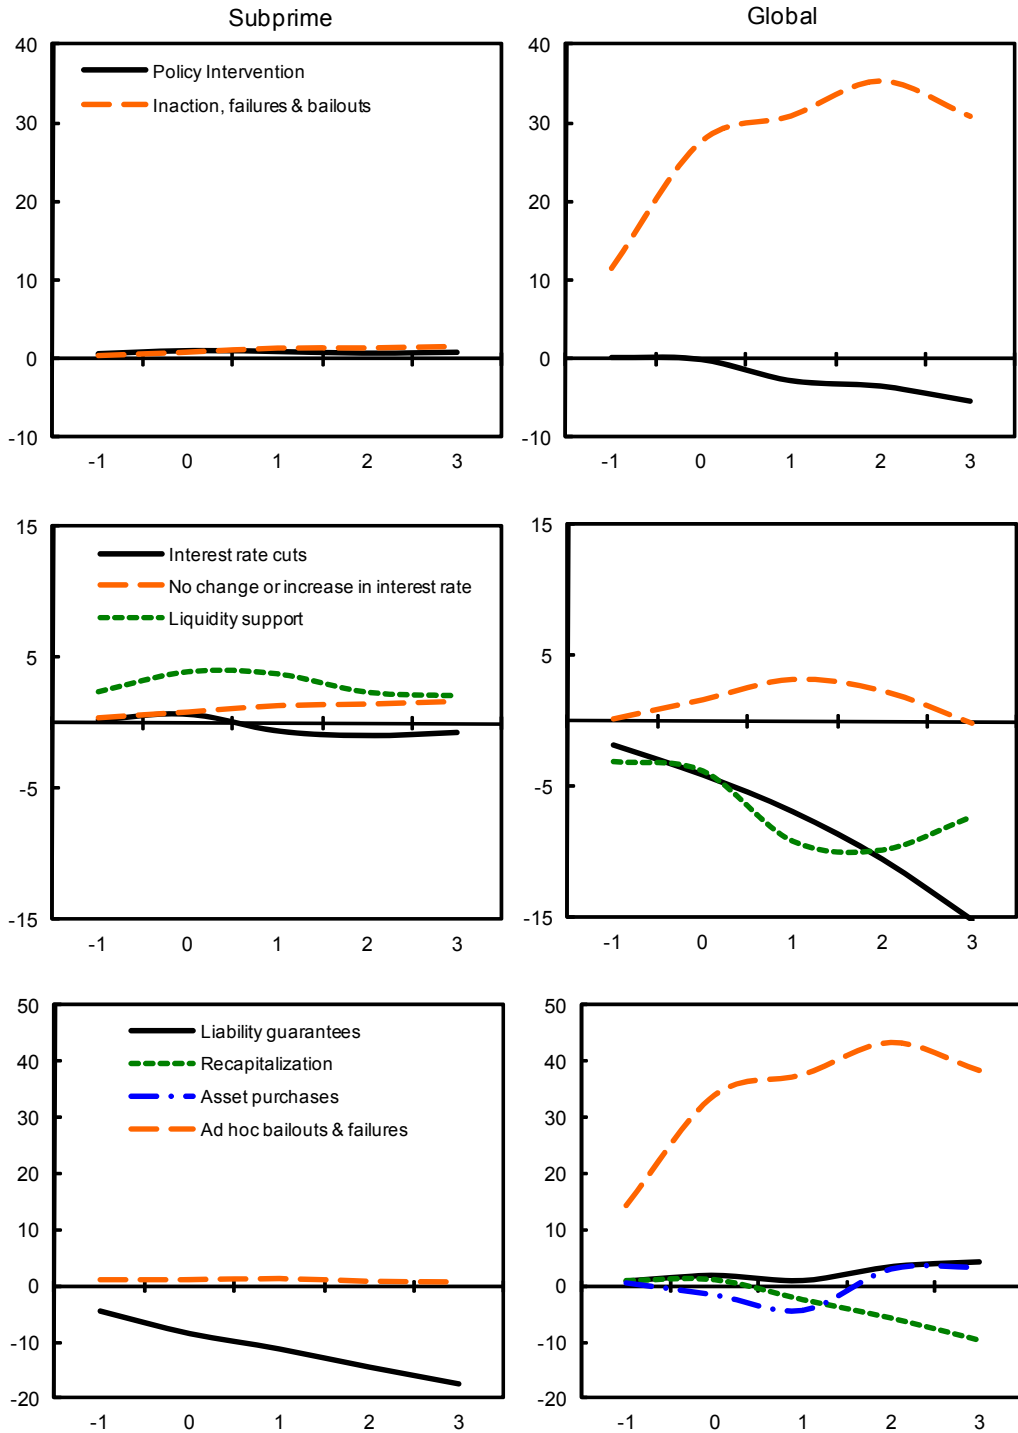 Subprime
Global
40
30
20
10
0
-10
Policy Intervention
Inaction, failures & bailouts
-1 0 1 2 3
40
30
20
10
0
-10
-1 0 1 2 3
15
5
-5
-15
Interest rate cuts
No change or increase in interest rate
Liquidity support
-1 0 1 2 3
15
5
-5
-15
-1 0 1 2 3
50
40
30
20
10
0
-10
-20
Liability guarantees
Recapitalization
Asset purchases
Ad hoc bailouts & failures
-1 0 1 2 3
50
40
30
20
10
0
-10
-20
-1 0 1 2 3